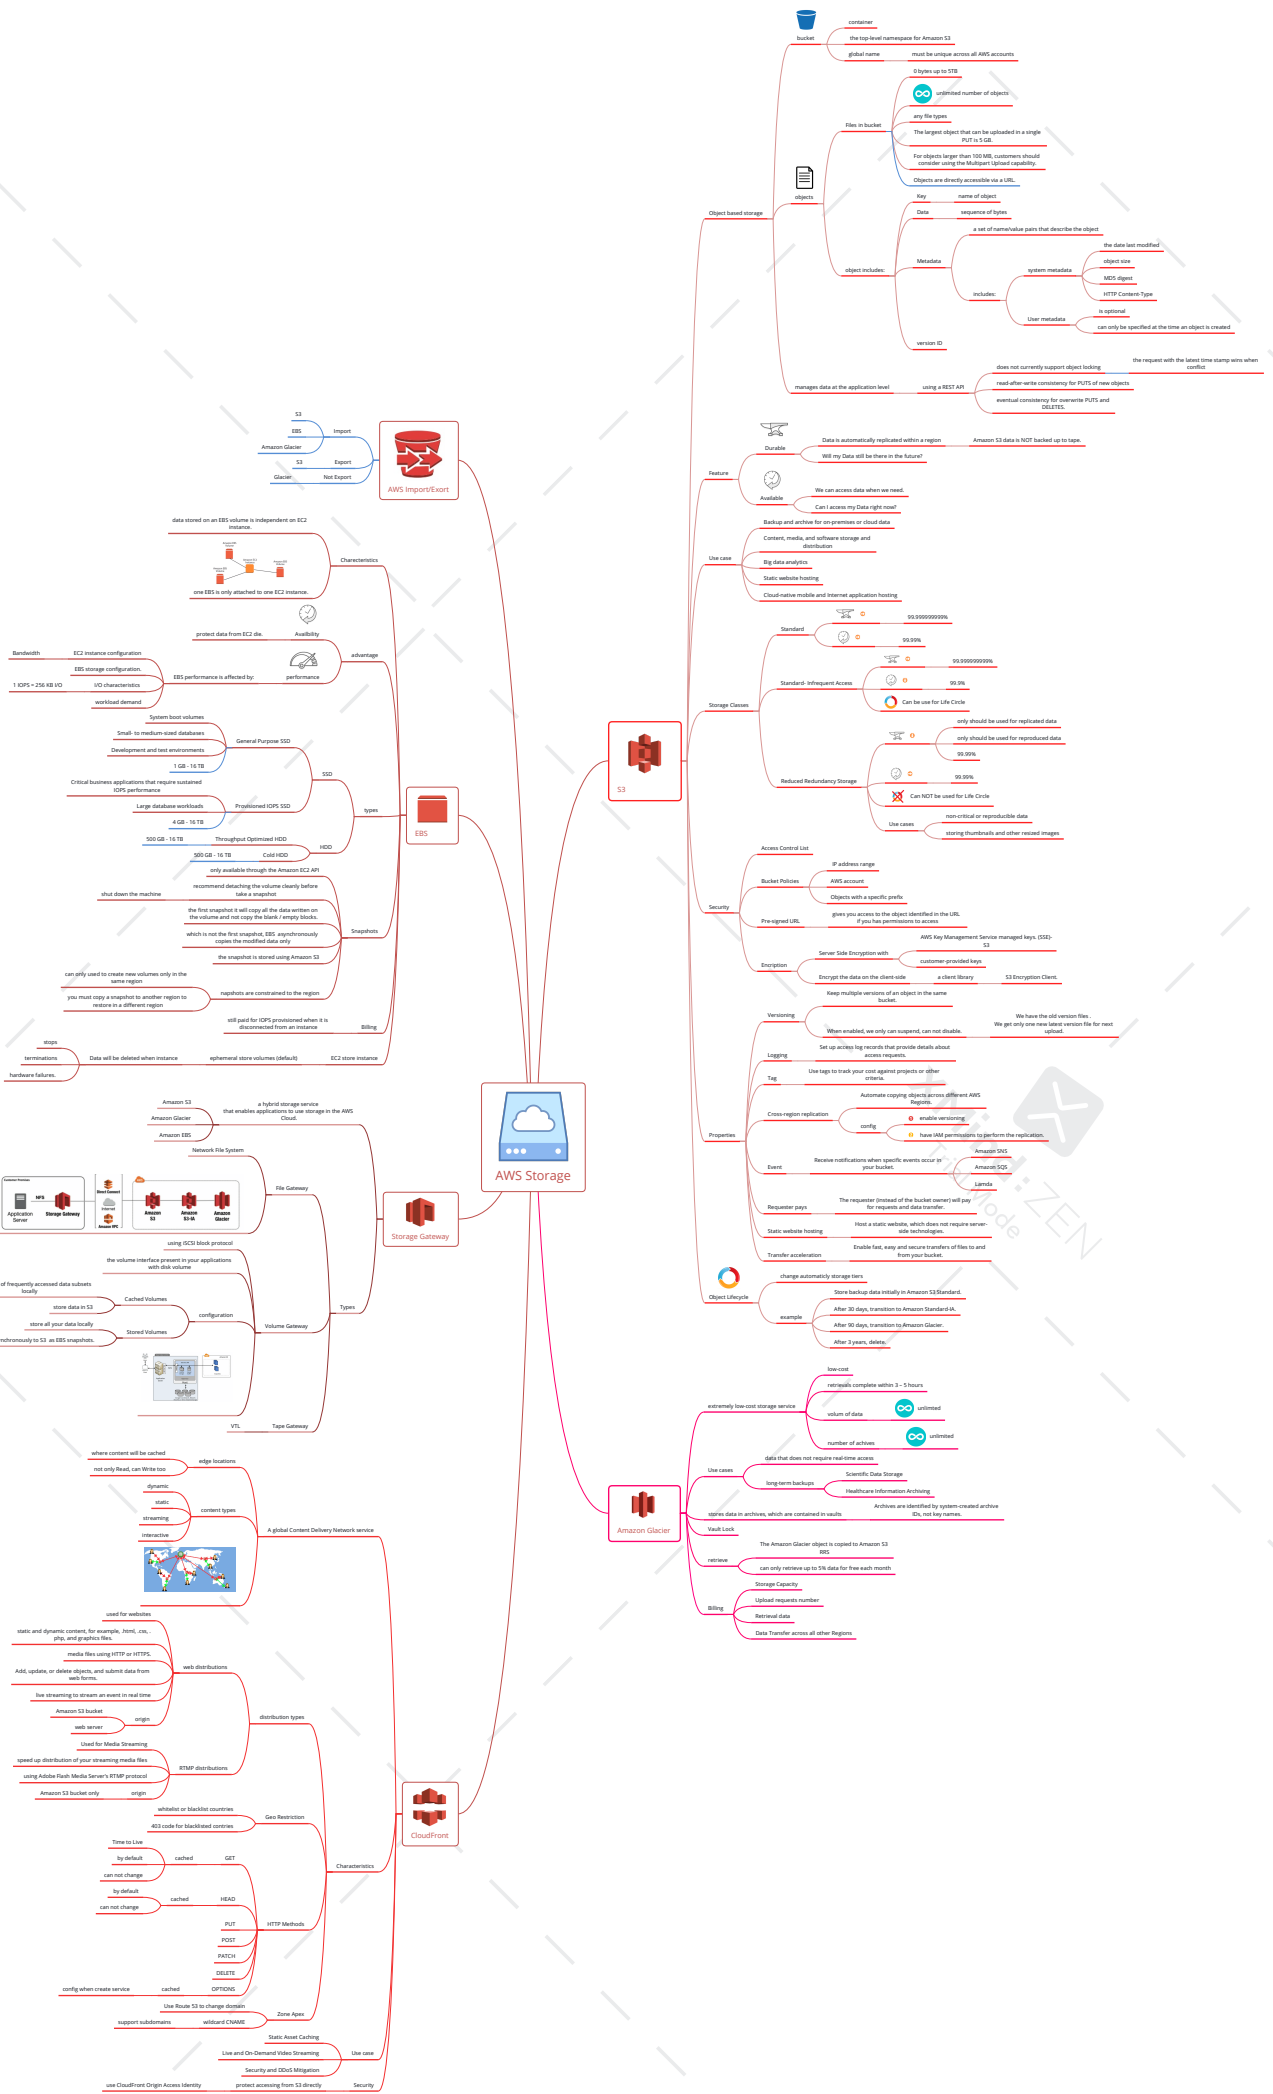 AWS Storage
AWS Import/Exort
S3
EBS
Amazon Glacier
Import
S3
Export
Glacier
Not Export
EBS
data stored on an EBS volume is independent on EC2
instance.
Charecteristics
one EBS is only attached to one EC2 instance.
protect data from EC2 die.
Availbility
advantage
Bandwidth
EC2 instance configuration
EBS storage configuration.
1 IOPS = 256 KB I/O
I/O characteristics
workload demand
EBS performance is affected by:
performance
System boot volumes
Small- to medium-sized databases
Development and test environments
1 GB - 16 TB
General Purpose SSD
SSD
Critical business applications that require sustained
IOPS performance
Large database workloads
4 GB - 16 TB
Provisioned IOPS SSD
types
500 GB - 16 TB
Throughput Optimized HDD
500 GB - 16 TB
Cold HDD
HDD
only available through the Amazon EC2 API
shut down the machine
recommend detaching the volume cleanly before
take a snapshot
the first snapshot it will copy all the data written on
the volume and not copy the blank / empty blocks.
which is not the first snapshot, EBS asynchronously
copies the modified data only
the snapshot is stored using Amazon S3
Snapshots
can only used to create new volumes only in the
same region
you must copy a snapshot to another region to
restore in a different region
napshots are constrained to the region
still paid for IOPS provisioned when it is
disconnected from an instance
Billing
stops
terminations
hardware failures.
Data will be deleted when instance
ephemeral store volumes (default)
EC2 store instance
Storage Gateway
Amazon S3
Amazon Glacier
Amazon EBS
a hybrid storage service
that enables applications to use storage in the AWS
Cloud.
Network File System
File Gateway
Application
Server
NFS
Storage Gateway
Direct Connect
Internet
Amazon VPC
Amazon
S3
Amazon
S3-IA
Amazon
Glacier
using iSCSI block protocol
the volume interface present in your applications
with disk volume
of frequently accessed data subsets
locally
store data in S3
Cached Volumes
store all your data locally
nchronously to S3 as EBS snapshots.
Stored Volumes
configuration
Volume Gateway
Types
VTL
Tape Gateway
CloudFront
where content will be cached
not only Read, can Write too
edge locations
dynamic
static
streaming
interactive
content types
A global Content Delivery Network service
used for websites
static and dynamic content, for example, .html, .css, .
php, and graphics files.
media files using HTTP or HTTPS.
Add, update, or delete objects, and submit data from
web forms.
live streaming to stream an event in real time
Amazon S3 bucket
web server
origin
web distributions
distribution types
Used for Media Streaming
speed up distribution of your streaming media files
using Adobe Flash Media Server's RTMP protocol
Amazon S3 bucket only
origin
RTMP distributions
whitelist or blacklist countries
403 code for blacklisted contries
Geo Restriction
Characteristics
Time to Live
by default
can not change
cached
GET
by default
can not change
cached
HEAD
PUT
POST
PATCH
DELETE
config when create service
cached
OPTIONS
HTTP Methods
Use Route 53 to change domain
support subdomains
wildcard CNAME
Zone Apex
Static Asset Caching
Live and On-Demand Video Streaming
Security and DDoS Mitigation
Use case
use CloudFront Origin Access Identity
protect accessing from S3 directly
Security
S3
Object based storage
bucket
container
the top-level namespace for Amazon S3
global name
must be unique across all AWS accounts
objects
Files in bucket
0 bytes up to 5TB
unlimited number of objects
any file types
The largest object that can be uploaded in a single
PUT is 5 GB.
For objects larger than 100 MB, customers should
consider using the Multipart Upload capability.
Objects are directly accessible via a URL.
object includes:
Key
name of object
Data
sequence of bytes
Metadata
a set of name/value pairs that describe the object
includes:
system metadata
the date last modified
object size
MD5 digest
HTTP Content-Type
User metadata
is optional
can only be specified at the time an object is created
version ID
manages data at the application level
using a REST API
does not currently support object locking
the request with the latest time stamp wins when
conflict
read-after-write consistency for PUTS of new objects
eventual consistency for overwrite PUTS and
DELETES.
Feature
Durable
Data is automatically replicated within a region
Amazon S3 data is NOT backed up to tape.
Will my Data still be there in the future?
Available
We can access data when we need.
Can I access my Data right now?
Use case
Backup and archive for on-premises or cloud data
Content, media, and software storage and
distribution
Big data analytics
Static website hosting
Cloud-native mobile and Internet application hosting
Storage Classes
Standard
99.999999999%
99.99%
Standard- Infrequent Access
99.999999999%
99.9%
Can be use for Life Circle
Reduced Redundancy Storage
only should be used for replicated data
only should be used for reproduced data
99.99%
99.99%
Can NOT be used for Life Circle
Use cases
non-critical or reproducible data
storing thumbnails and other resized images
Security
Access Control List
Bucket Policies
IP address range
AWS account
Objects with a specific prefix
Pre-signed URL
gives you access to the object identified in the URL
if you has permissions to access
Encription
Server Side Encryption with
AWS Key Management Service managed keys. (SSE)-
S3
customer-provided keys
Encrypt the data on the client-side
a client library
S3 Encryption Client.
Properties
Versioning
Keep multiple versions of an object in the same
bucket.
When enabled, we only can suspend, can not disable.
We have the old version files .
We get only one new latest version file for next
upload.
Logging
Set up access log records that provide details about
access requests.
Tag
Use tags to track your cost against projects or other
criteria.
Cross-region replication
Automate copying objects across different AWS
Regions.
config
enable versioning
have IAM permissions to perform the replication.
Event
Receive notifications when specific events occur in
your bucket.
Amazon SNS
Amazon SQS
Lamda
Requester pays
The requester (instead of the bucket owner) will pay
for requests and data transfer.
Static website hosting
Host a static website, which does not require server-
side technologies.
Transfer acceleration
Enable fast, easy and secure transfers of files to and
from your bucket.
Object Lifecycle
change automaticly storage tiers
example
Store backup data initially in Amazon S3 Standard.
After 30 days, transition to Amazon Standard-IA.
After 90 days, transition to Amazon Glacier.
After 3 years, delete.
XMind:ZEN
Trial Mode
Amazon Glacier
extremely low-cost storage service
low-cost
retrievals complete within 3 – 5 hours
volum of data
unlimted
number of achives
unlimited
Use cases
data that does not require real-time access
long-term backups
Scientific Data Storage
Healthcare Information Archiving
stores data in archives, which are contained in vaults
Archives are identified by system-created archive
IDs, not key names.
Vault Lock
retrieve
The Amazon Glacier object is copied to Amazon S3
RRS
can only retrieve up to 5% data for free each month
Billing
Storage Capacity
Upload requests number
Retrieval data
Data Transfer across all other Regions